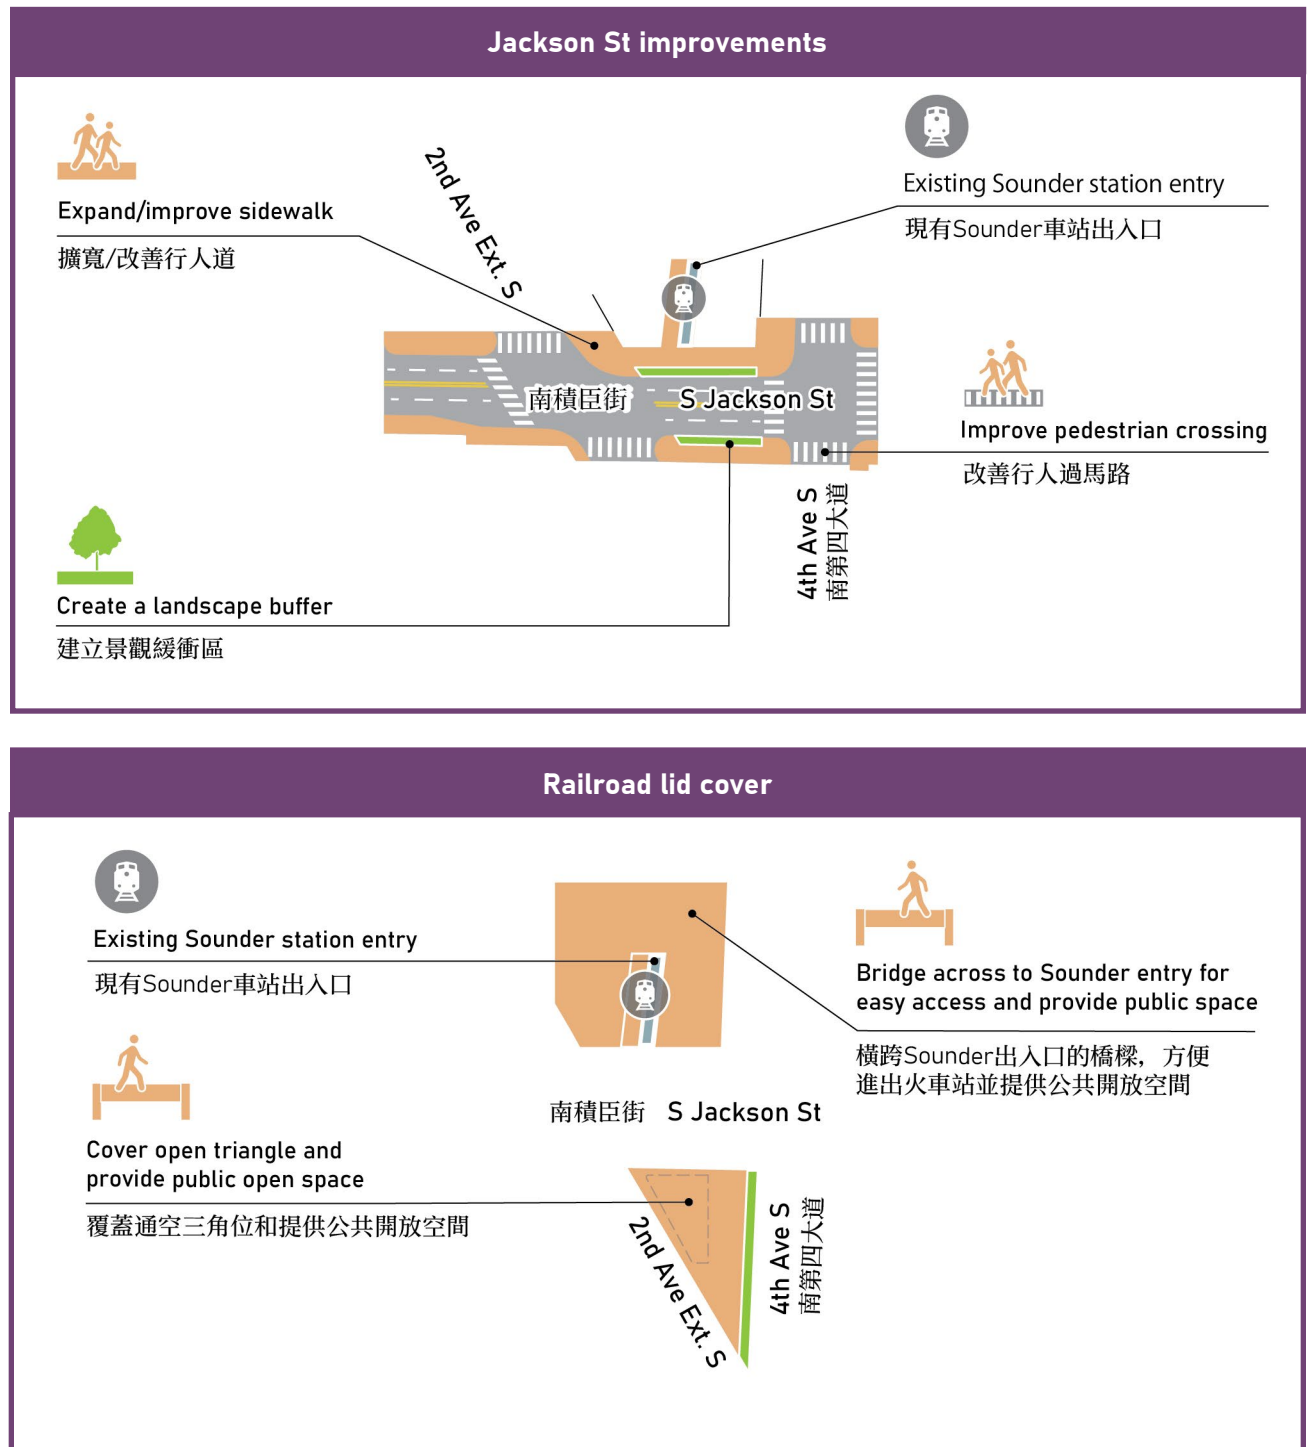 Jackson St improvements
Expand/improve sidewalk
擴寬/改善行人道
2nd Ave Ext. S
Existing Sounder station entry
現有Sounder車站出入口
南積臣街 S Jackson St
Improve pedestrian crossing
改善行人過馬路
4th Ave S
南第四大道
Create a landscape buffer
建立景觀緩衝區
Railroad lid cover
Existing Sounder station entry
現有Sounder車站出入口
Bridge across to Sounder entry for
easy access and provide public space
橫跨Sounder出入口的橋樑，方便
進出火車站並提供公共開放空間
Cover open triangle and
provide public open space
覆蓋通空三角位和提供公共開放空間
南積臣街 S Jackson St
2nd Ave Ext. S
4th Ave S
南第四大道